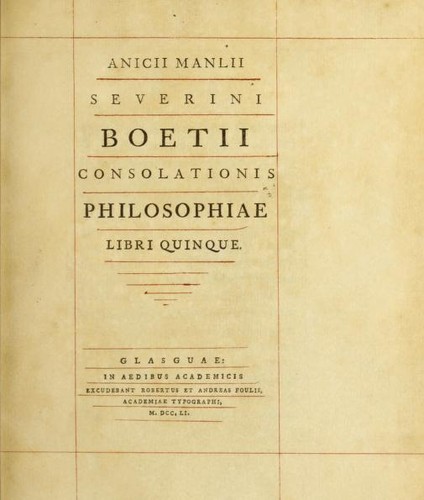 ANICII MANLII
SEVERINI
BOETII
CONSOLATIONIS
PHILOSOPHIAE
LIBRI QUINQUE.
GLASGUAE:
IN AEDIBUS ACADEMICIS
EXCUDEBANT ROBERTUS ET ANDREAS FOULIS,
ACADEMIAE TYPOGRAPHI,
M. DCC. LI.